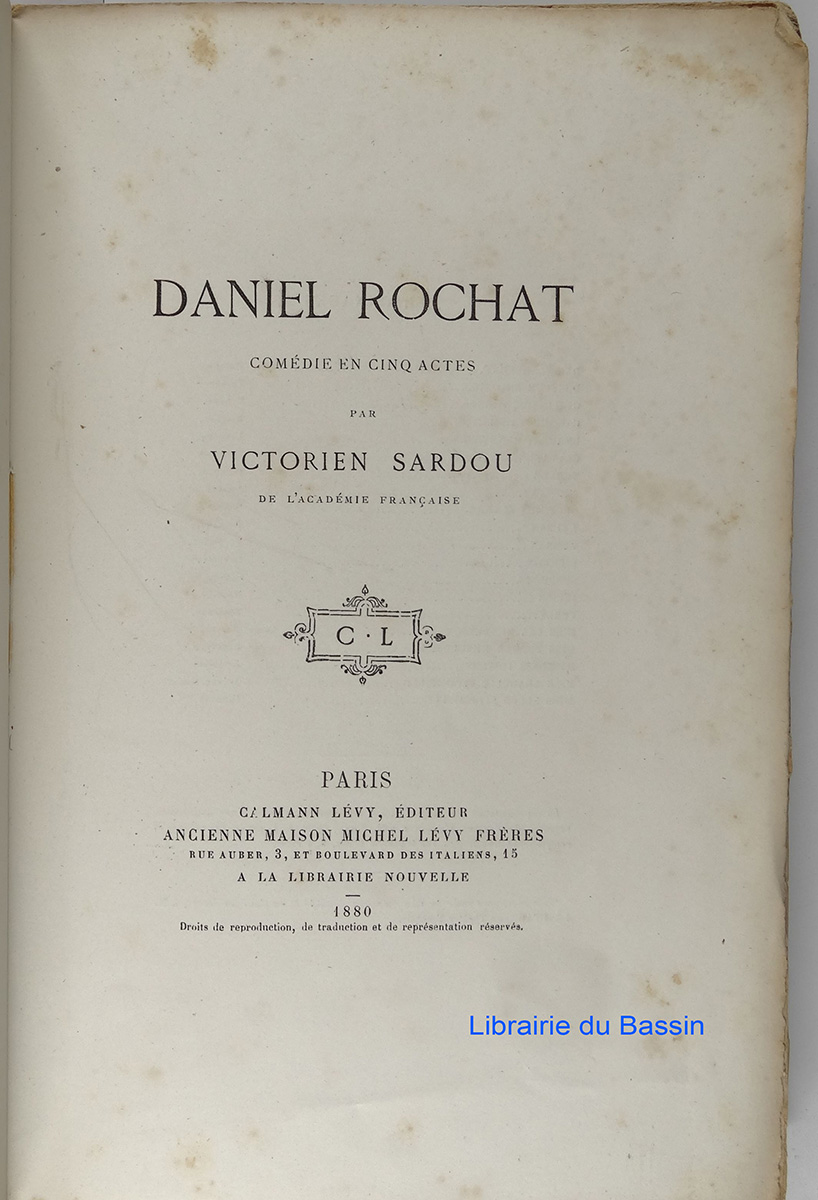 DANIEL ROCHAT
COMÉDIE EN CINQ ACTES
PAR
VICTORIEN SARDOU
DE L'ACADÉMIE FRANÇAISE
C · L
PARIS
CALMANN LÉVY, ÉDITEUR
ANCIENNE MAISON MICHEL LÉVY FRÈRES
RUE AUBER, 3, ET BOULEVARD DES ITALIENS, 15
A LA LIBRAIRIE NOUVELLE
1880
Droits de reproduction, de traduction et de représentation réservés.
Librairie du Bassin